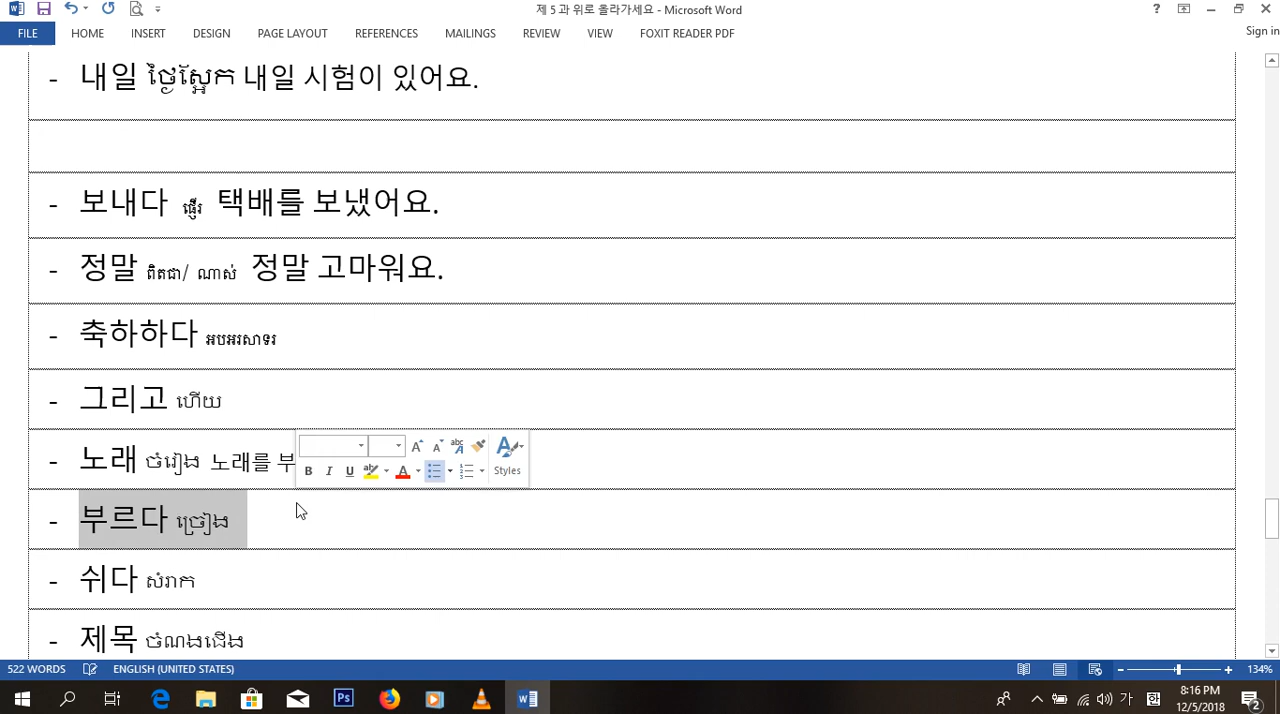 제 5 과 위로 올라가세요 - Microsoft Word
FILE HOME INSERT DESIGN PAGE LAYOUT REFERENCES MAILINGS REVIEW VIEW FOXIT READER PDF Sign in
- 내일 ថ្ងៃស្អែក 내일 시험이 있어요.
- 보내다 ផ្ញើរ 택배를 보냈어요.
- 정말 ពិតជា/ ណាស់ 정말 고마워요.
- 축하하다 អបអរសាទរ
- 그리고 ហើយ
- 노래 ចំរៀង 노래를 부
Styles
- 부르다 ច្រៀង
- 쉬다 សំរាក
- 제목 ចំណងជើង
522 WORDS ENGLISH (UNITED STATES) 134%
가 한 8:16 PM
12/5/2018 2